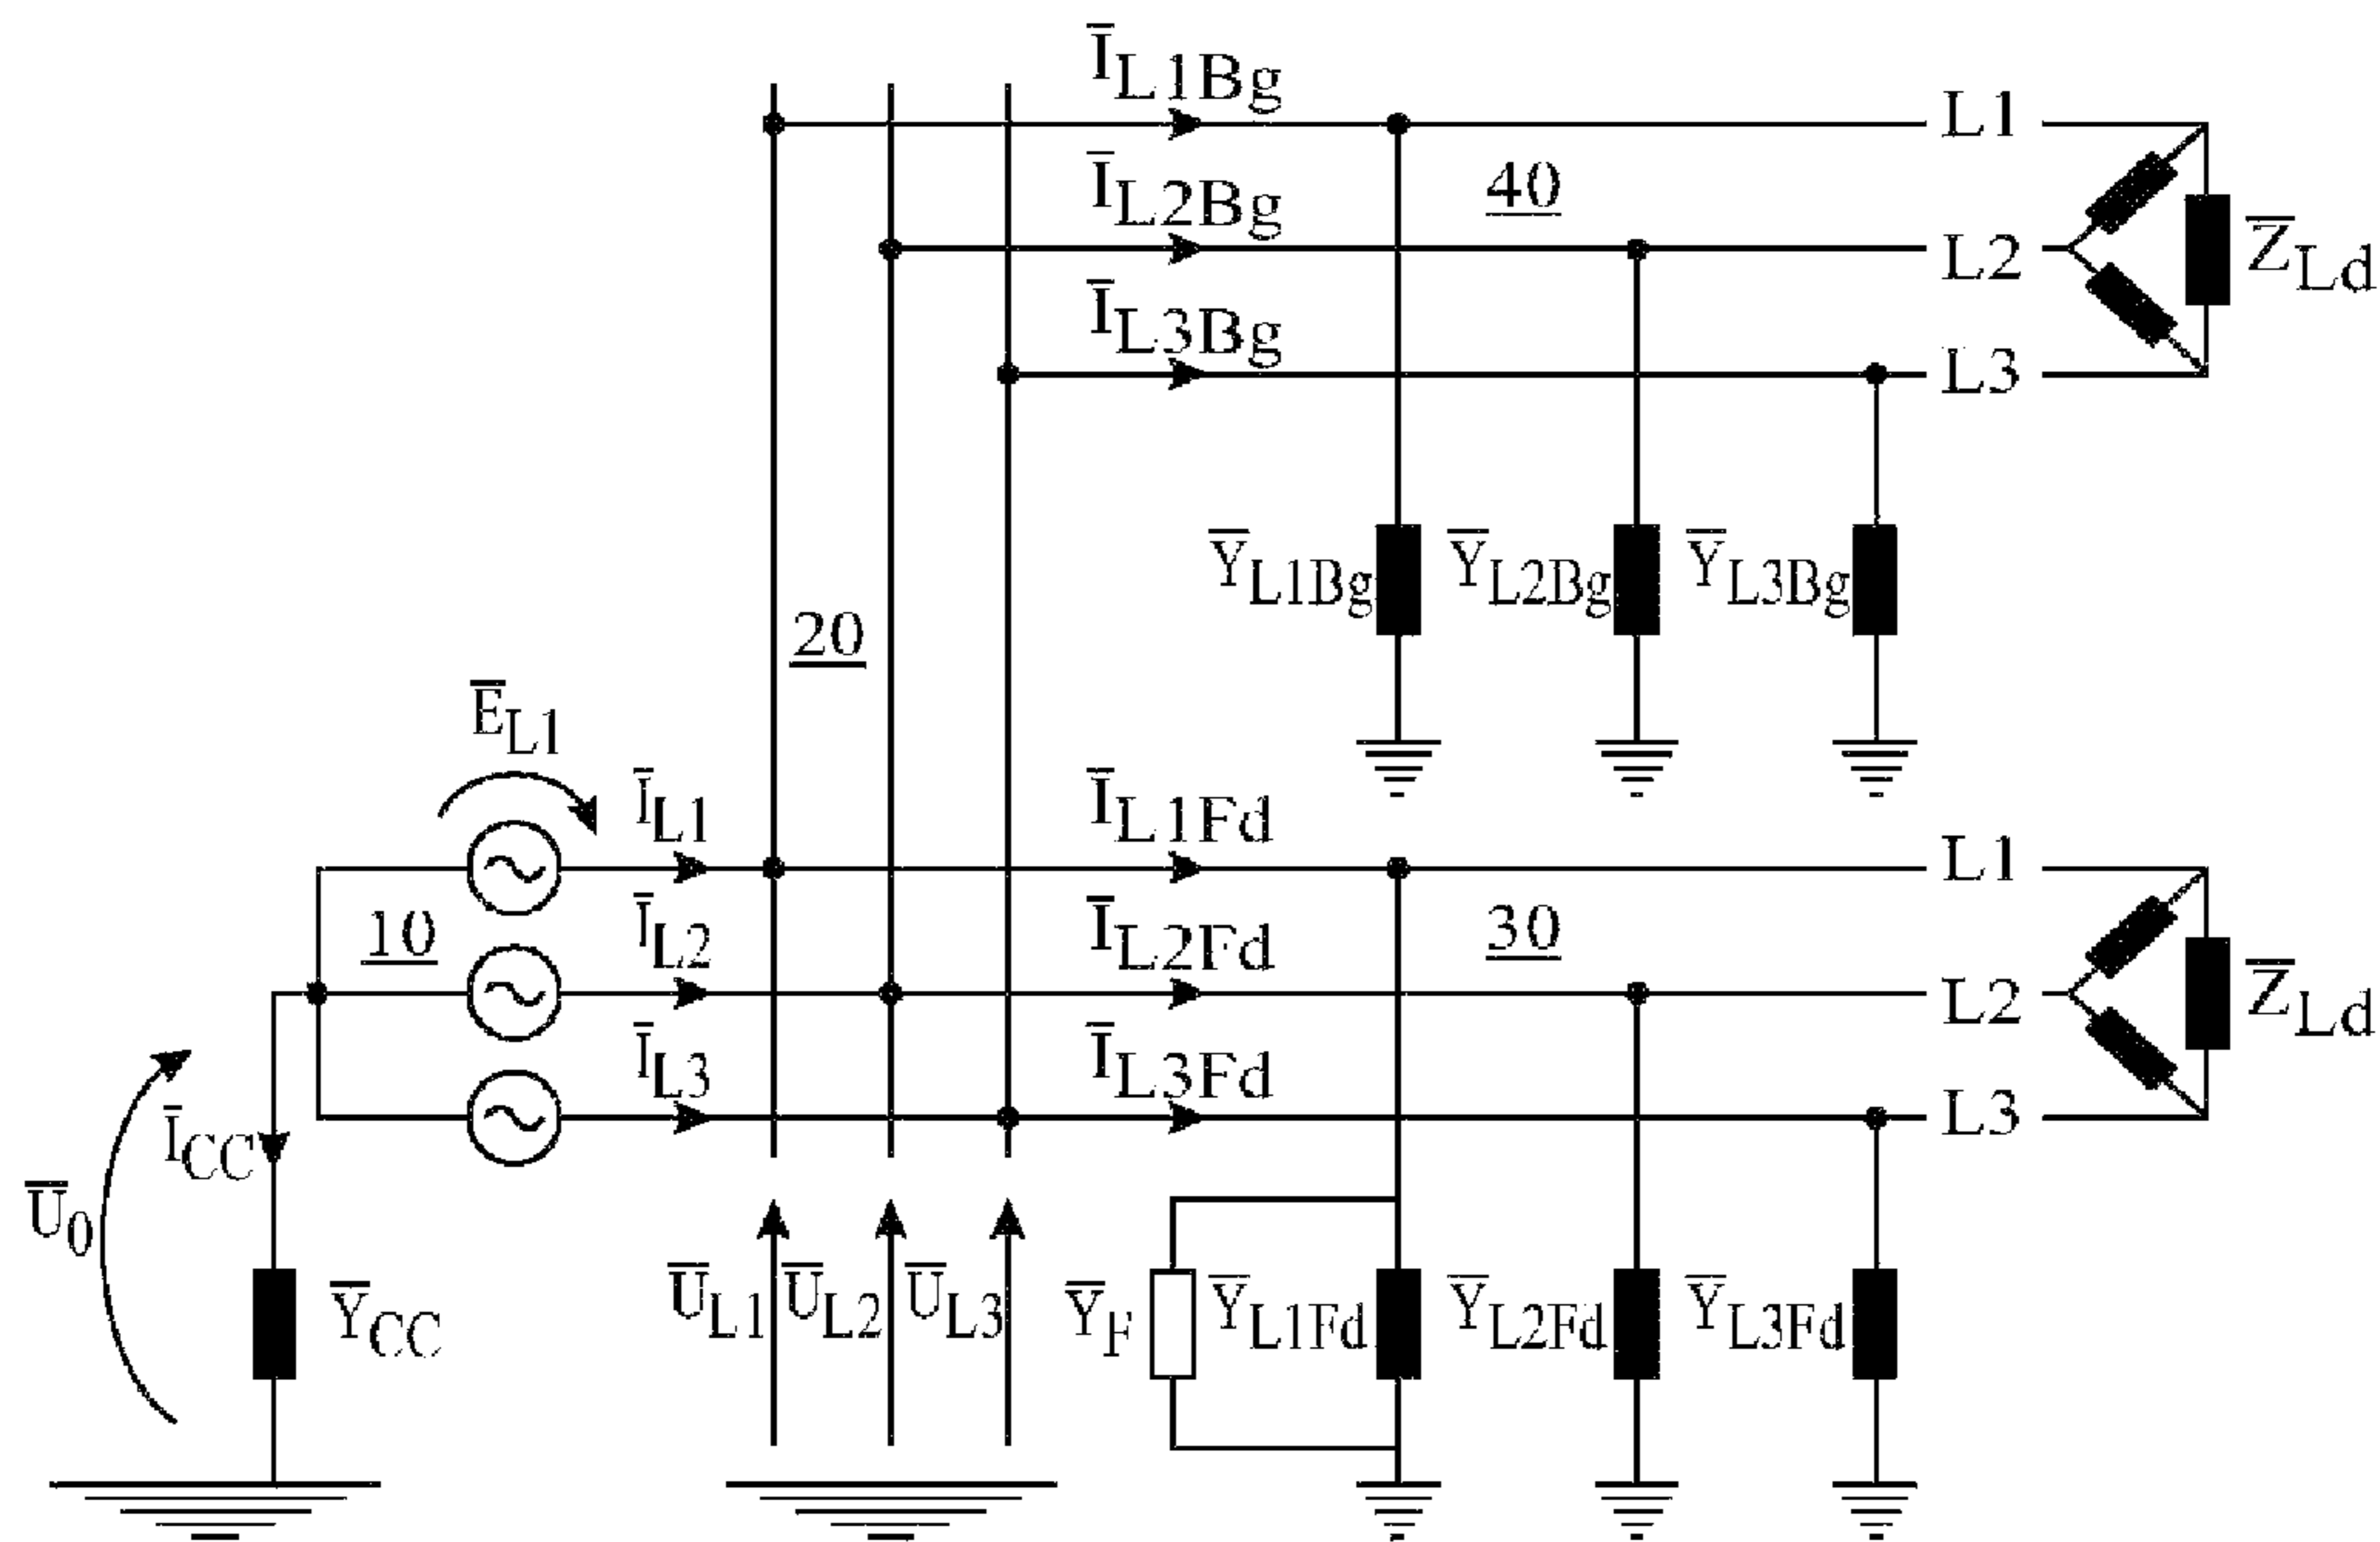 I̅L1Bg
L1
I̅L2Bg
40
L2
Z̅Ld
I̅L3Bg
L3
Y̅L1Bg
Y̅L2Bg
Y̅L3Bg
20
E̅L1
I̅L1
I̅L1Fd
L1
10
I̅L2
I̅L2Fd
30
L2
Z̅Ld
I̅L3
I̅L3Fd
L3
I̅CC
U̅0
Y̅CC
U̅L1
U̅L2
U̅L3
Y̅F
Y̅L1Fd
Y̅L2Fd
Y̅L3Fd